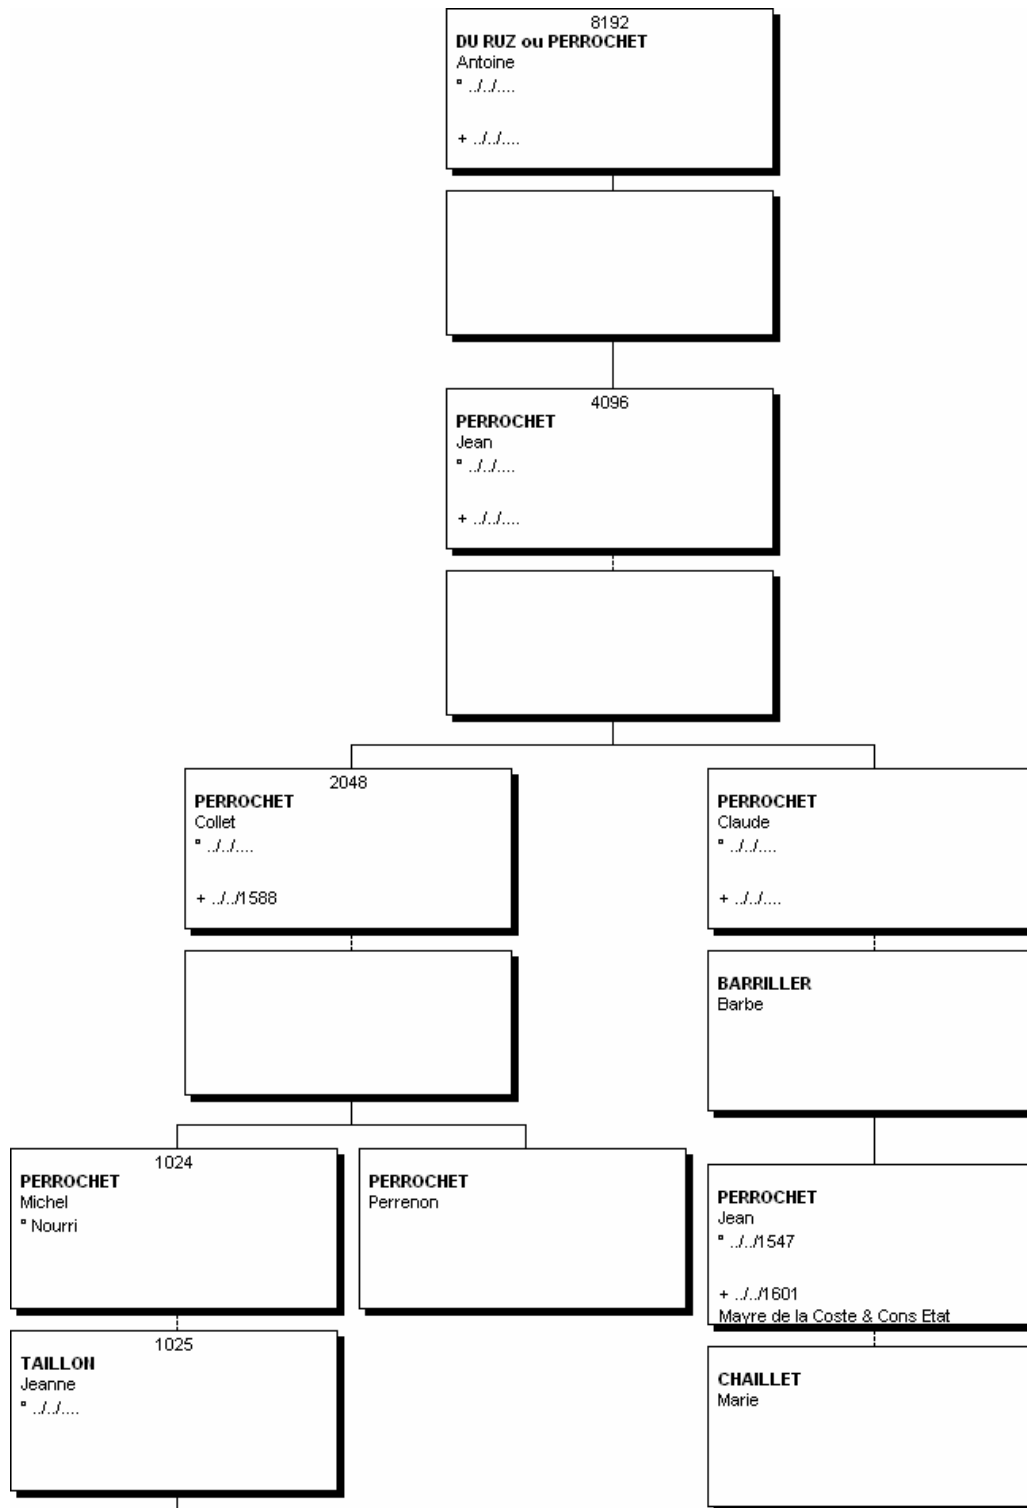 8192
DU RUZ ou PERROCHET
Antoine
° ../../....
+ ../../....
4096
PERROCHET
Jean
° ../../....
+ ../../....
2048
PERROCHET
Collet
° ../../....
+ ../../1588
PERROCHET
Claude
° ../../....
+ ../../....
BARRILLER
Barbe
1024
PERROCHET
Michel
° Nourri
PERROCHET
Perrenon
PERROCHET
Jean
° ../../1547
+ ../../1601
Mayre de la Coste & Cons Etat
1025
TAILLON
Jeanne
° ../../....
CHAILLET
Marie